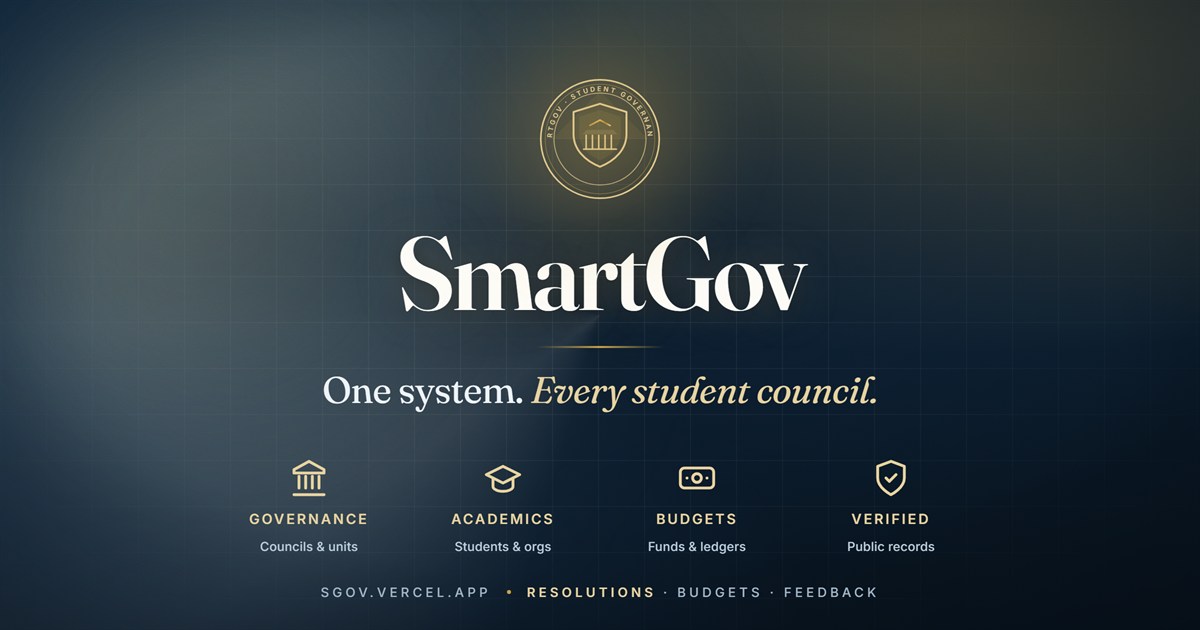 RTGOV · STUDENT GOVERNAN
SmartGov
One system. Every student council.
GOVERNANCE
Councils & units
ACADEMICS
Students & orgs
BUDGETS
Funds & ledgers
VERIFIED
Public records
SGOV.VERCEL.APP • RESOLUTIONS · BUDGETS · FEEDBACK